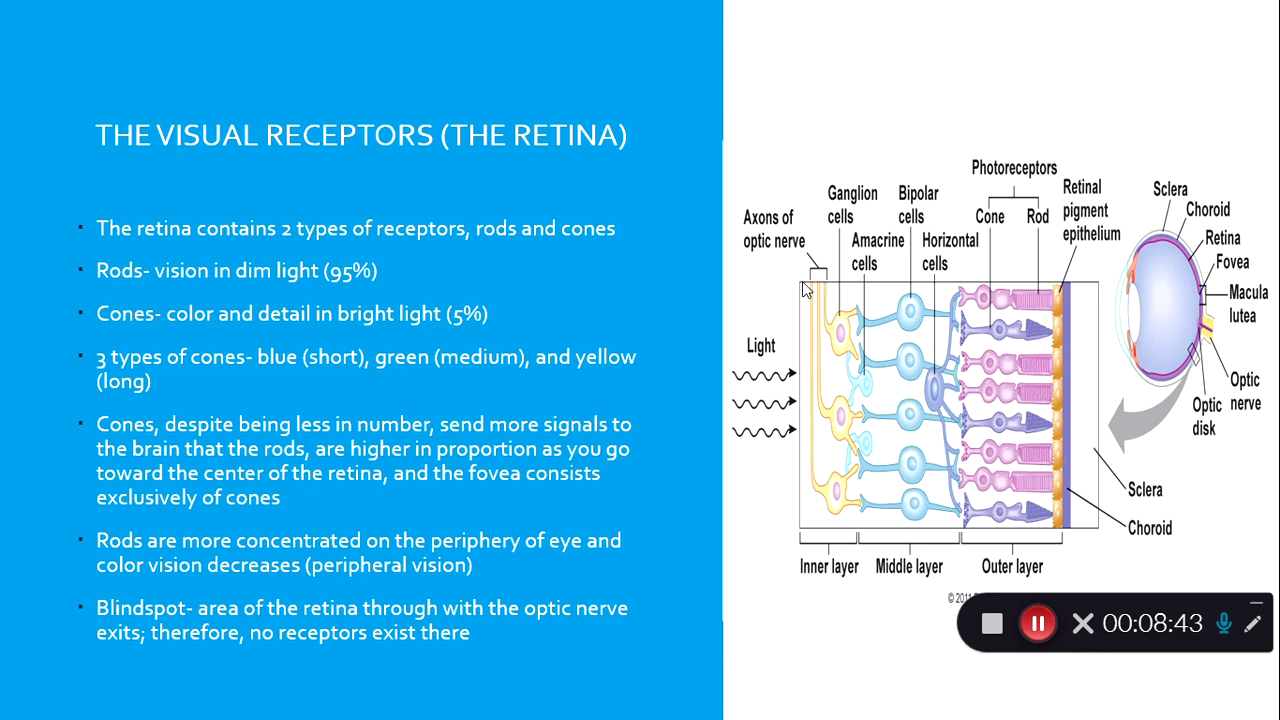 THE VISUAL RECEPTORS (THE RETINA)
The retina contains 2 types of receptors, rods and cones
Rods- vision in dim light (95%)
Cones- color and detail in bright light (5%)
3 types of cones- blue (short), green (medium), and yellow
(long)
Cones, despite being less in number, send more signals to
the brain that the rods, are higher in proportion as you go
toward the center of the retina, and the fovea consists
exclusively of cones
Rods are more concentrated on the periphery of eye and
color vision decreases (peripheral vision)
Blindspot- area of the retina through with the optic nerve
exits; therefore, no receptors exist there
Photoreceptors
Cone
Rod
Retinal
pigment
epithelium
Ganglion
cells
Bipolar
cells
Axons of
optic nerve
Amacrine
cells
Horizontal
cells
Light
Inner layer
Middle layer
Outer layer
Sclera
Choroid
Retina
Fovea
Macula
lutea
Optic
nerve
Optic
disk
Sclera
Choroid
© 2011
00:08:43